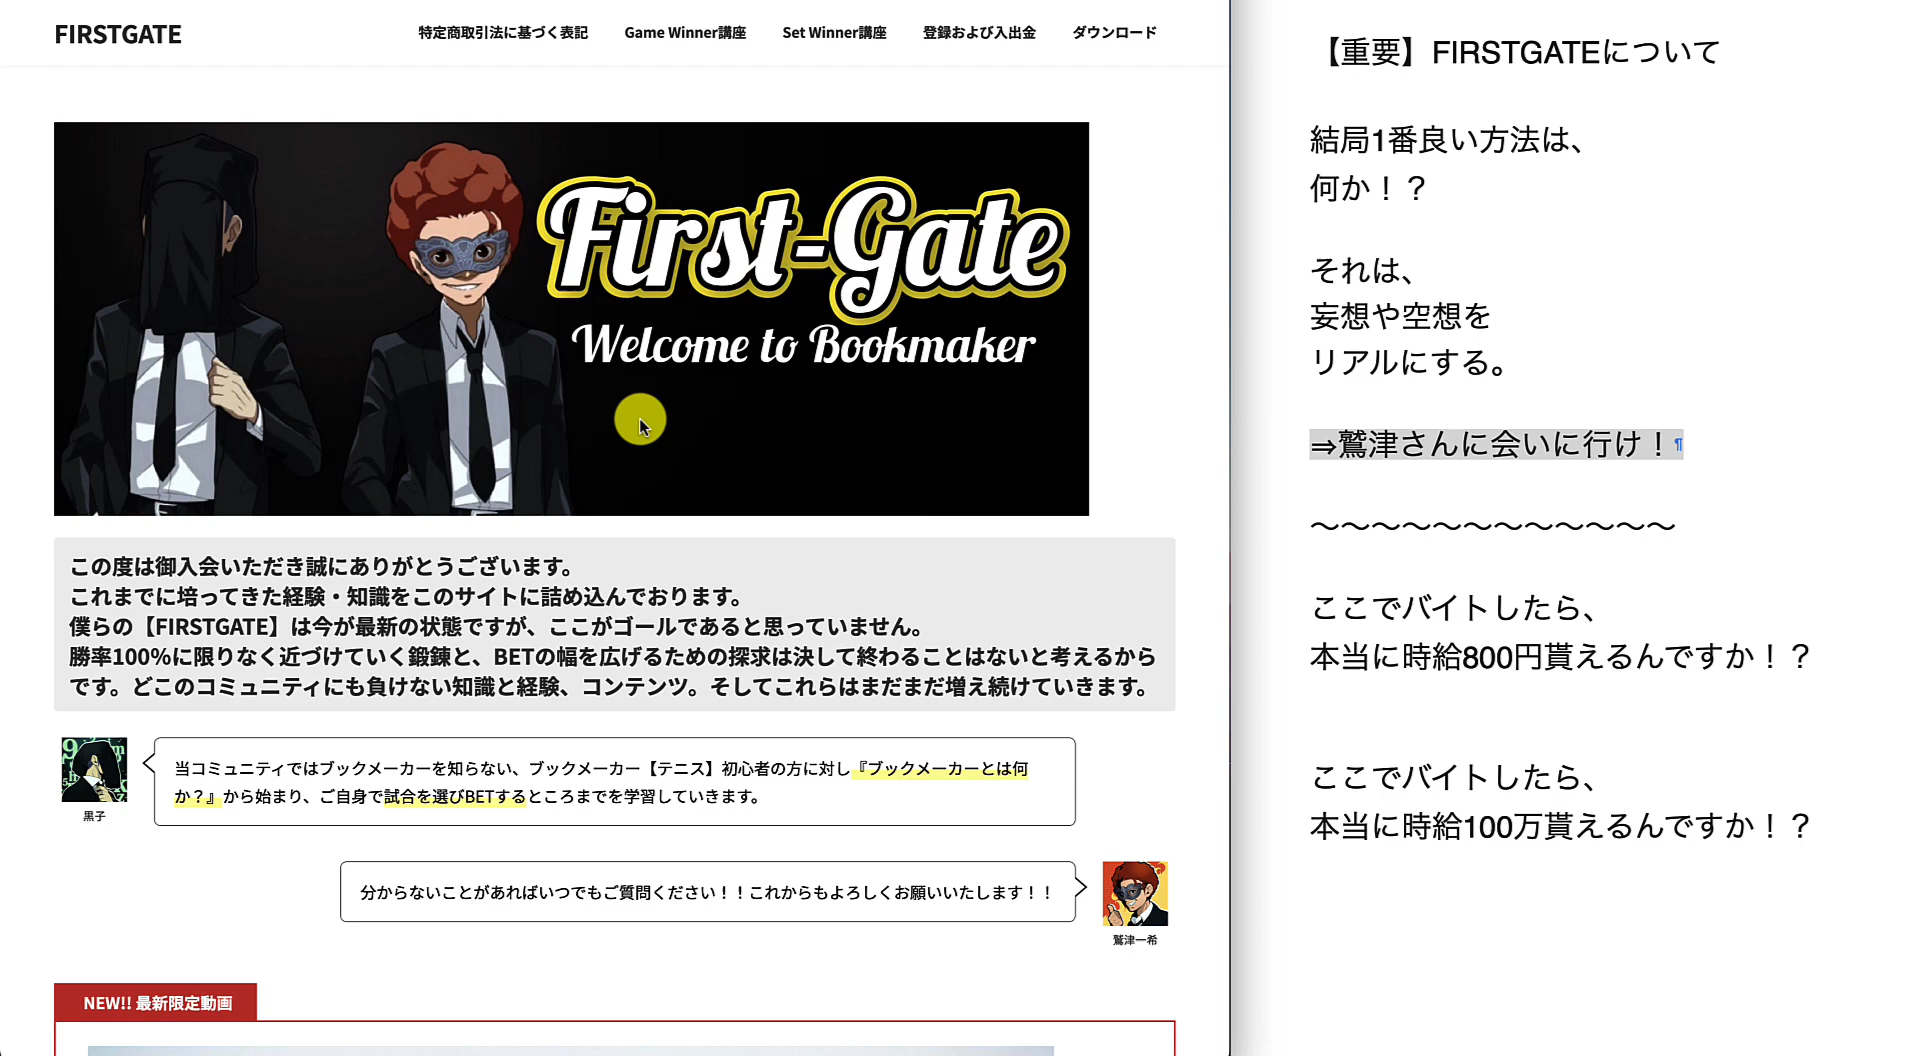 FIRSTGATE
特定商取引法に基づく表記
Game Winner講座
Set Winner講座
登録および入出金
ダウンロード
First-Gate
Welcome to Bookmaker
この度は御入会いただき誠にありがとうございます。
これまでに培ってきた経験・知識をこのサイトに詰め込んでおります。
僕らの【FIRSTGATE】は今が最新の状態ですが、ここがゴールであると思っていません。
勝率100%に限りなく近づけていく鍛錬と、BETの幅を広げるための探求は決して終わることはないと考えるから
です。どこのコミュニティにも負けない知識と経験、コンテンツ。そしてこれらはまだまだ増え続けていきます。
当コミュニティではブックメーカーを知らない、ブックメーカー【テニス】初心者の方に対し『ブックメーカーとは何
か？』から始まり、ご自身で試合を選びBETするところまでを学習していきます。
黒子
分からないことがあればいつでもご質問ください！！これからもよろしくお願いいたします！！
鷲津一希
NEW!! 最新限定動画
【重要】FIRSTGATEについて
結局1番良い方法は、
何か！？
それは、
妄想や空想を
リアルにする。
⇒鷲津さんに会いに行け！
〜〜〜〜〜〜〜〜〜〜〜〜
ここでバイトしたら、
本当に時給800円貰えるんですか！？
ここでバイトしたら、
本当に時給100万貰えるんですか！？